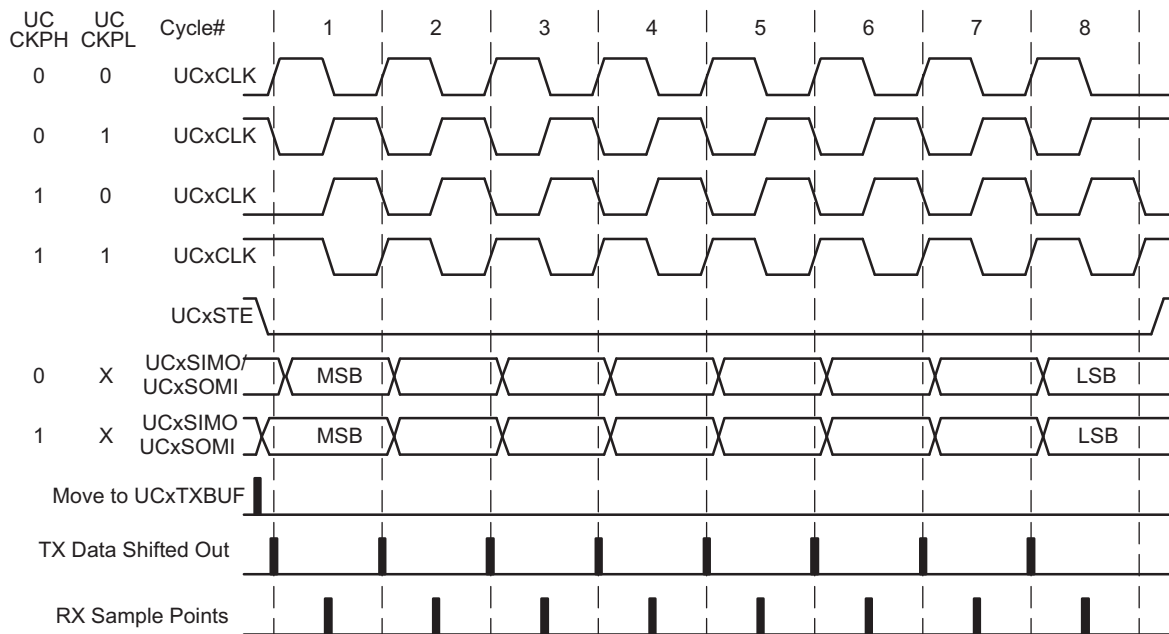 UC CKPH
UC CKPL
Cycle# 1 2 3 4 5 6 7 8
0 0 UCxCLK
0 1 UCxCLK
1 0 UCxCLK
1 1 UCxCLK
UCxSTE
0 X UCxSIMO/ UCxSOMI MSB LSB
1 X UCxSIMO UCxSOMI MSB LSB
Move to UCxTXBUF
TX Data Shifted Out
RX Sample Points